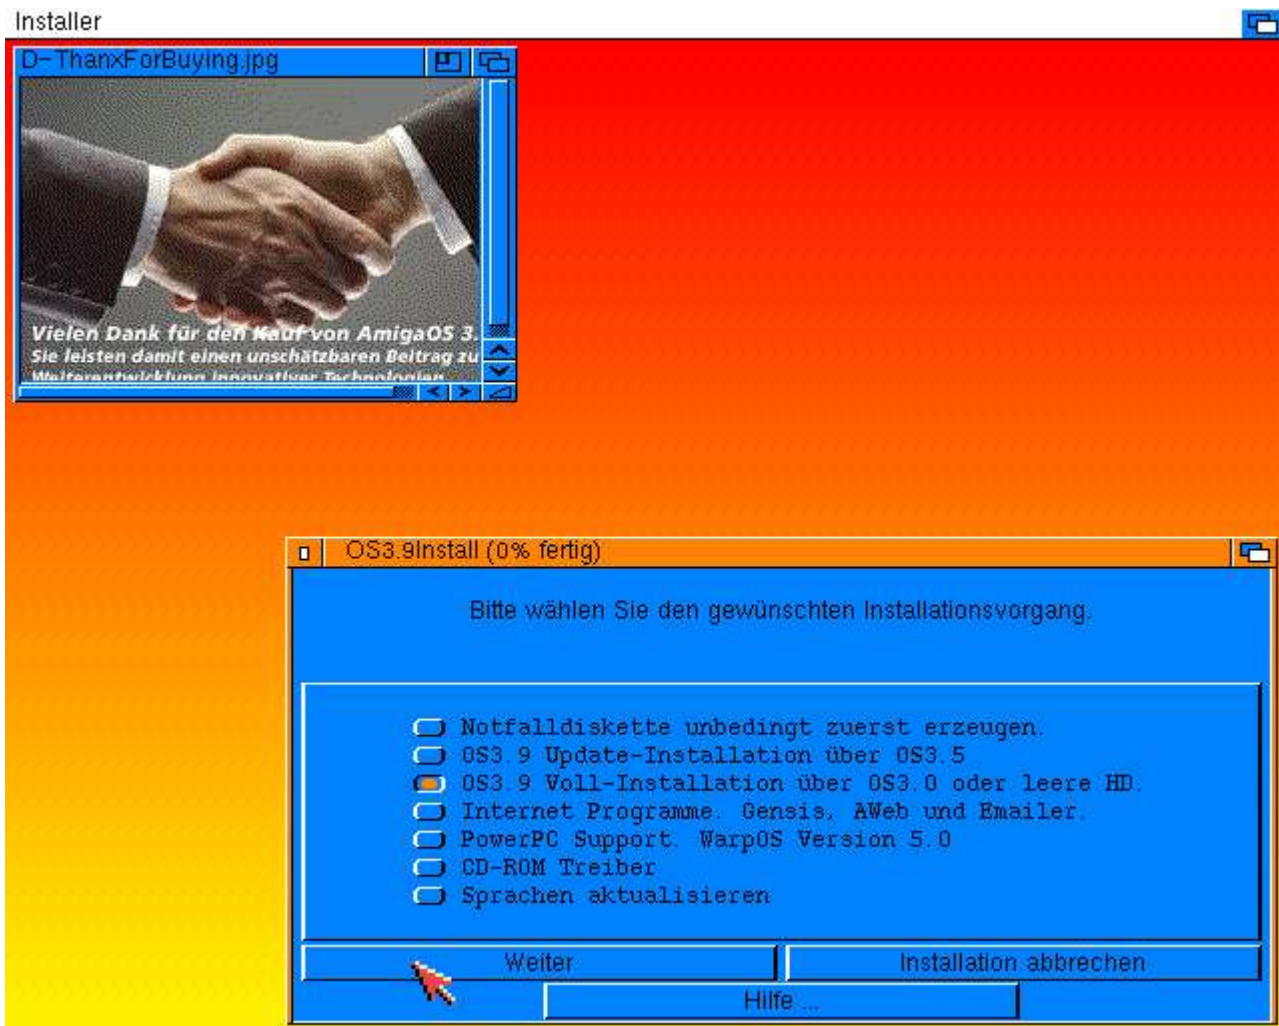 Installer
D-ThanxForBuying.jpg
Vielen Dank für den Kauf von AmigaOS 3.
Sie leisten damit einen unschätzbaren Beitrag zu
Weiterentwicklung innovativer Technologien
OS3.9Install (0% fertig)
Bitte wählen Sie den gewünschten Installationsvorgang.
Notfalldiskette unbedingt zuerst erzeugen.
OS3.9 Update-Installation über OS3.5
OS3.9 Voll-Installation über OS3.0 oder leere HD.
Internet Programme. Gensis, AWeb und Emailer.
PowerPC Support. WarpOS Version 5.0
CD-ROM Treiber
Sprachen aktualisieren
Weiter
Installation abbrechen
Hilfe ...